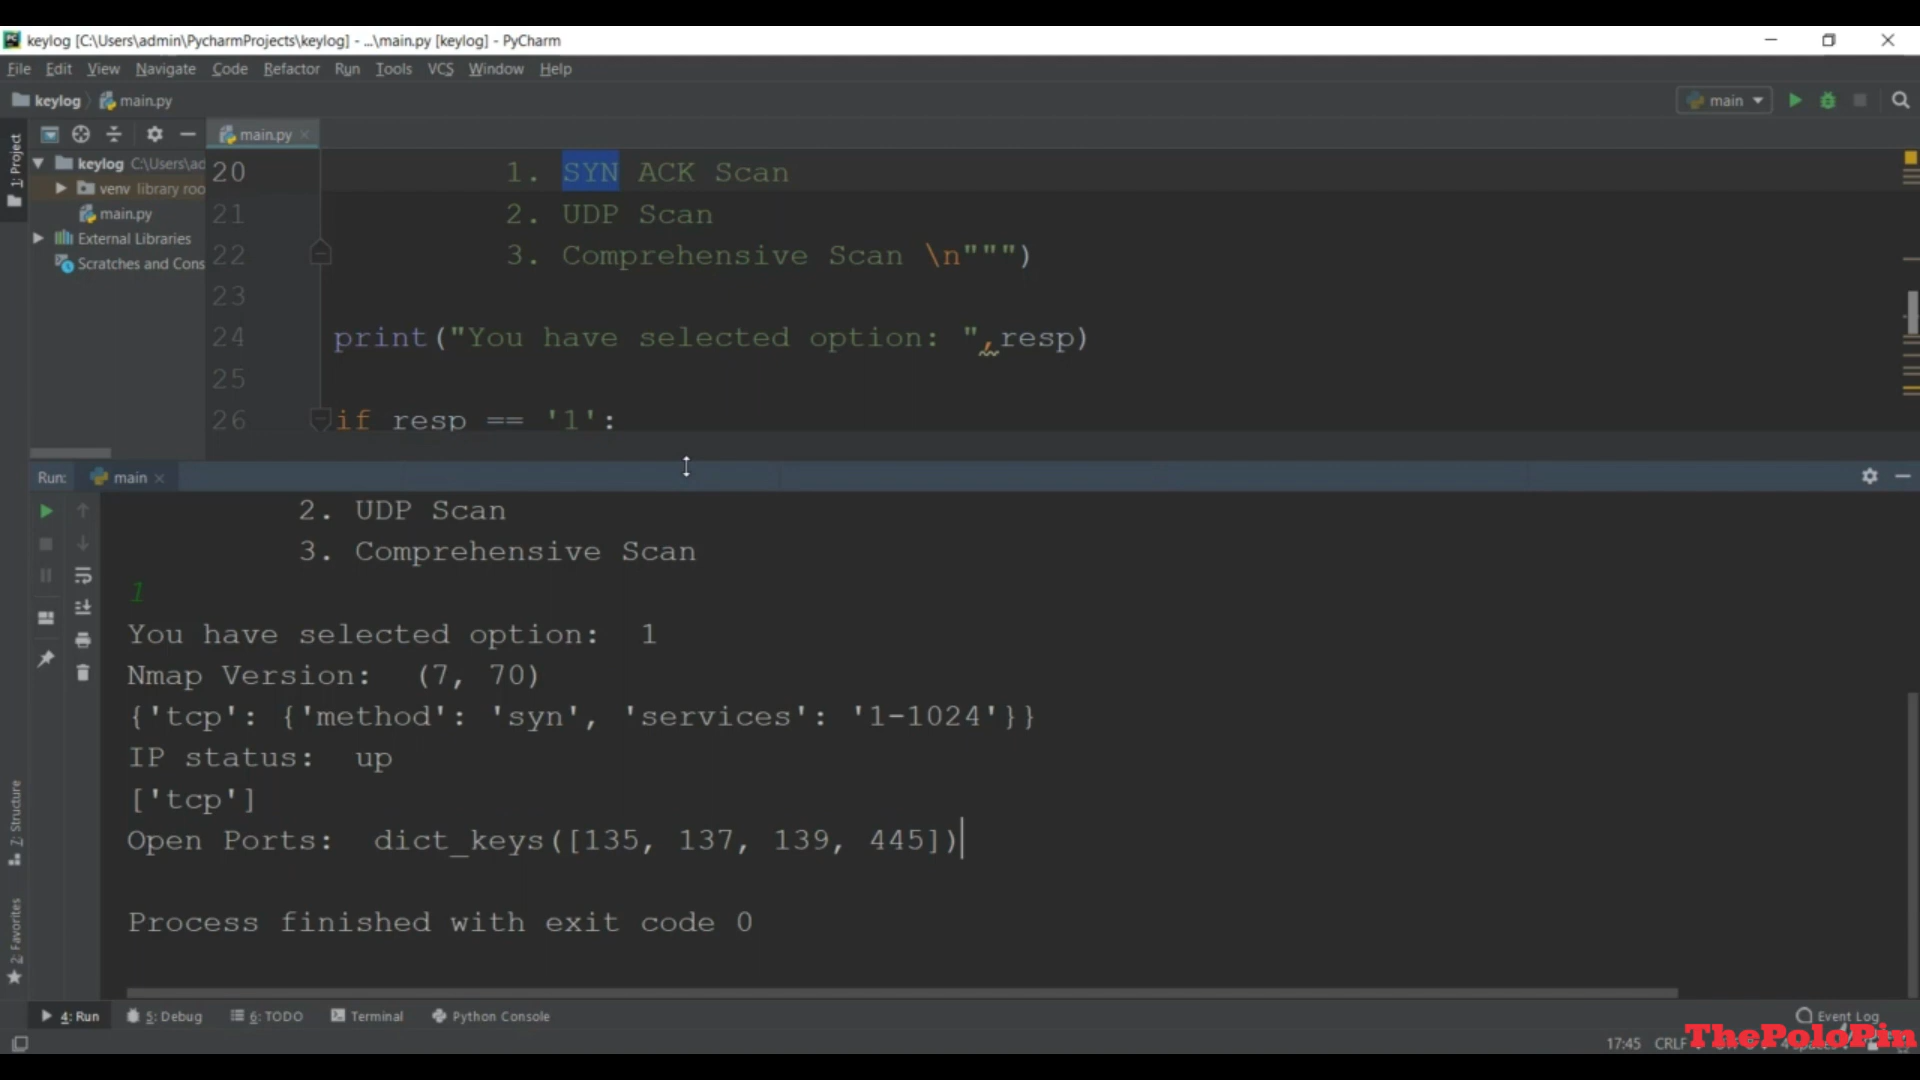 keylog [C:\Users\admin\PycharmProjects\keylog] - ...\main.py [keylog] - PyCharm
File Edit View Navigate Code Refactor Run Tools VCS Window Help
keylog main.py
main
1: Project
main.py
keylog C:\Users\ad
venv library roo
main.py
External Libraries
Scratches and Cons
20 1. SYN ACK Scan
21 2. UDP Scan
22 3. Comprehensive Scan \n""")
23
24 print("You have selected option: ",resp)
25
26 if resp == '1':
Run: main
2. UDP Scan
3. Comprehensive Scan
1
You have selected option:  1
Nmap Version:  (7, 70)
{'tcp': {'method': 'syn', 'services': '1-1024'}}
IP status:  up
['tcp']
Open Ports:  dict_keys([135, 137, 139, 445])
Process finished with exit code 0
Z: Structure
2: Favorites
4: Run 5: Debug 6: TODO Terminal Python Console
Event Log
17:45 CRLF
ThePoloPin